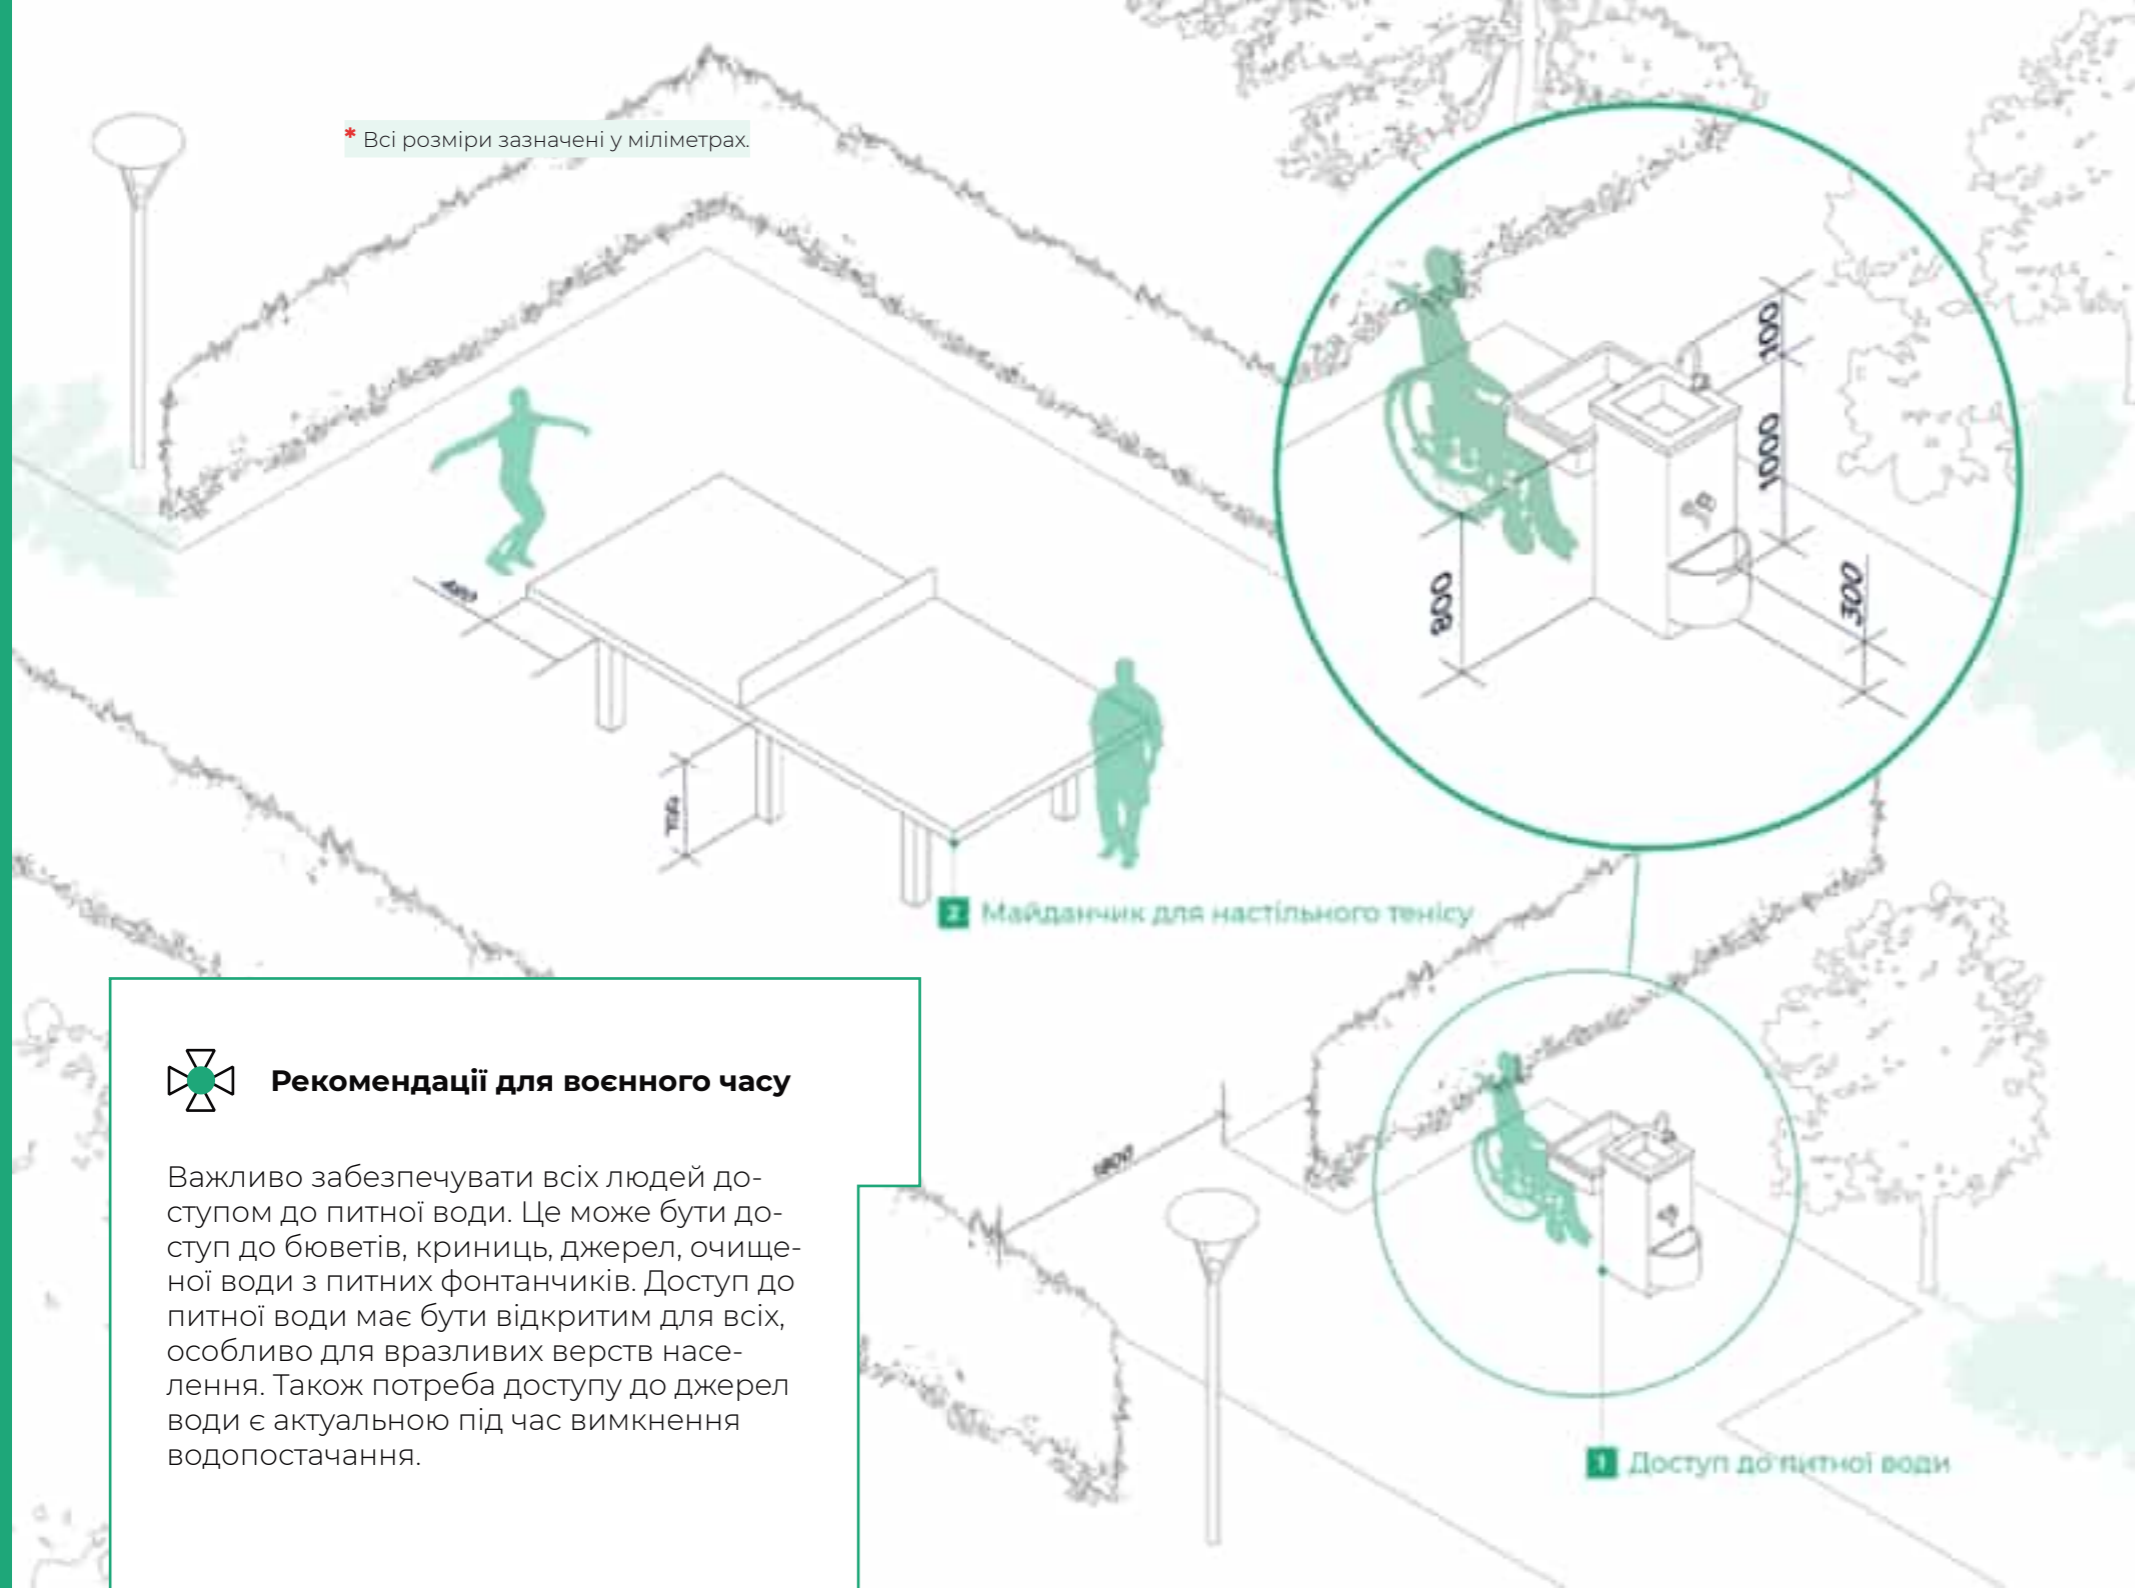 * Всі розміри зазначені у міліметрах.
100
1000
800
300
2 Майданчик для настільного тенісу
Рекомендації для воєнного часу
Важливо забезпечувати всіх людей до-
ступом до питної води. Це може бути до-
ступ до бюветів, криниць, джерел, очище-
ної води з питних фонтанчиків. Доступ до
питної води має бути відкритим для всіх,
особливо для вразливих верств насе-
лення. Також потреба доступу до джерел
води є актуальною під час вимкнення
водопостачання.
1800
1 Доступ до питної води